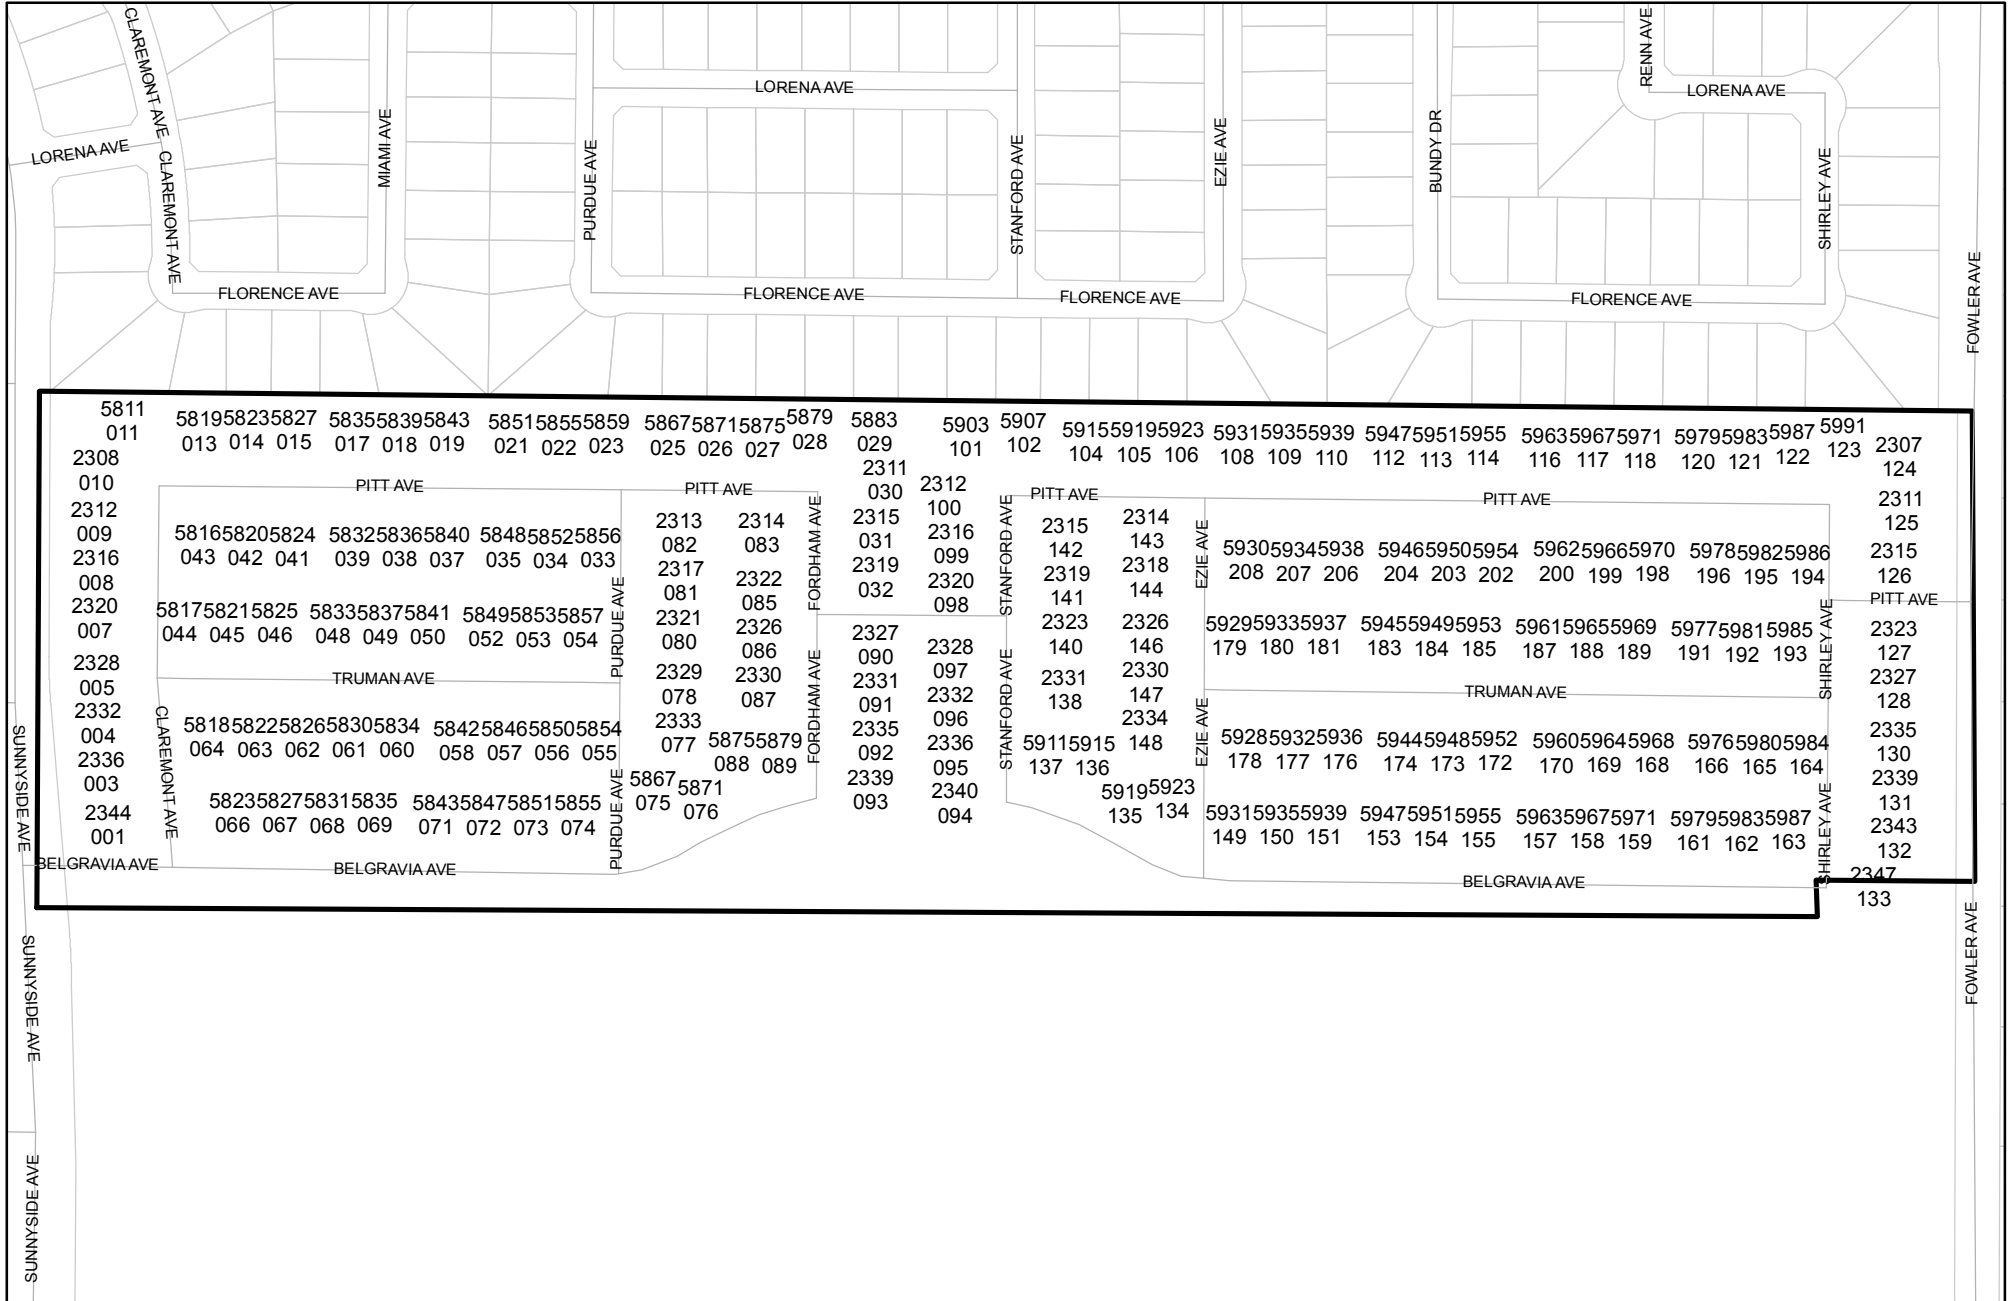 CLAREMONT AVE
RENN AVE
LORENA AVE
LORENA AVE
LORENA AVE
CLAREMONT AVE
MIAMI AVE
PURDUE AVE
STANFORD AVE
EZIE AVE
BUNDY DR
SHIRLEY AVE
FOWLER AVE
FLORENCE AVE
FLORENCE AVE
FLORENCE AVE
FLORENCE AVE
5811
011
5819 5823 5827 5835 5839 5843 5851 5855 5859 5867 5871 5875 5879 5883
013 014 015 017 018 019 021 022 023 025 026 027 028 029
5903 5907 5915 5919 5923 5931 5935 5939 5947 5951 5955 5963 5967 5971 5979 5983 5987 5991
101 102 104 105 106 108 109 110 112 113 114 116 117 118 120 121 122 123
2307
124
2308
010
2312
009
2316
008
2320
007
2328
005
2332
004
2336
003
2344
001
PITT AVE
PITT AVE
PITT AVE
PITT AVE
5816 5820 5824 5832 5836 5840 5848 5852 5856
043 042 041 039 038 037 035 034 033
5817 5821 5825 5833 5837 5841 5849 5853 5857
044 045 046 048 049 050 052 053 054
TRUMAN AVE
5818 5822 5826 5830 5834 5842 5846 5850 5854
064 063 062 061 060 058 057 056 055
5823 5827 5831 5835 5843 5847 5851 5855
066 067 068 069 071 072 073 074
CLAREMONT AVE
PURDUE AVE
PURDUE AVE
BELGRAVIA AVE
BELGRAVIA AVE
2313
082
2317
081
2321
080
2329
078
2333
077
5867
075
5871
076
2314
083
2322
085
2326
086
2330
087
5875 5879
088 089
FORDHAM AVE
FORDHAM AVE
2311
030
2315
031
2319
032
2327
090
2331
091
2335
092
2339
093
2312
100
2316
099
2320
098
2328
097
2332
096
2336
095
2340
094
STANFORD AVE
STANFORD AVE
2315
142
2319
141
2323
140
2331
138
5911 5915
137 136
2314
143
2318
144
2326
146
2330
147
2334
148
5919 5923
135 134
EZIE AVE
EZIE AVE
5930 5934 5938 5946 5950 5954 5962 5966 5970 5978 5982 5986
208 207 206 204 203 202 200 199 198 196 195 194
5929 5933 5937 5945 5949 5953 5961 5965 5969 5977 5981 5985
179 180 181 183 184 185 187 188 189 191 192 193
TRUMAN AVE
5928 5932 5936 5944 5948 5952 5960 5964 5968 5976 5980 5984
178 177 176 174 173 172 170 169 168 166 165 164
5931 5935 5939 5947 5951 5955 5963 5967 5971 5979 5983 5987
149 150 151 153 154 155 157 158 159 161 162 163
BELGRAVIA AVE
SHIRLEY AVE
SHIRLEY AVE
2311
125
2315
126
PITT AVE
2323
127
2327
128
2335
130
2339
131
2343
132
2347
133
SUNNYSIDE AVE
SUNNYSIDE AVE
SUNNYSIDE AVE
FOWLER AVE